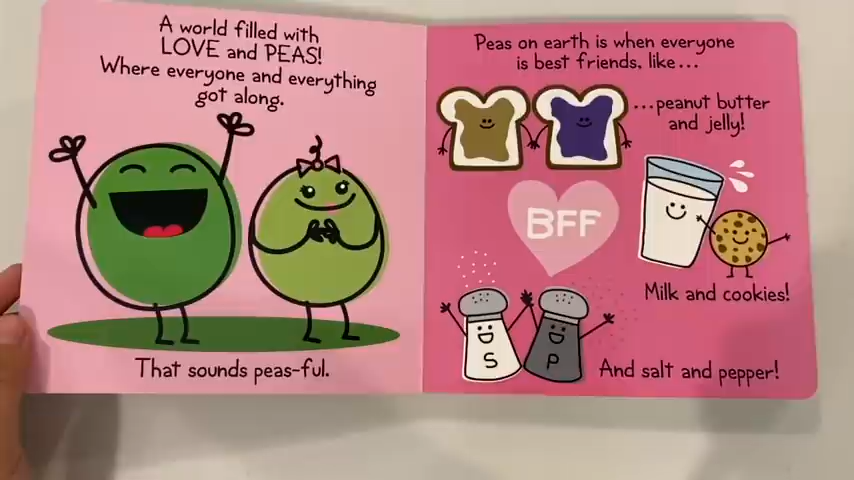 A world filled with
LOVE and PEAS!
Where everyone and everything
got along.
That sounds peas-ful.
Peas on earth is when everyone
is best friends, like...
...peanut butter
and jelly!
BFF
Milk and cookies!
S
P
And salt and pepper!